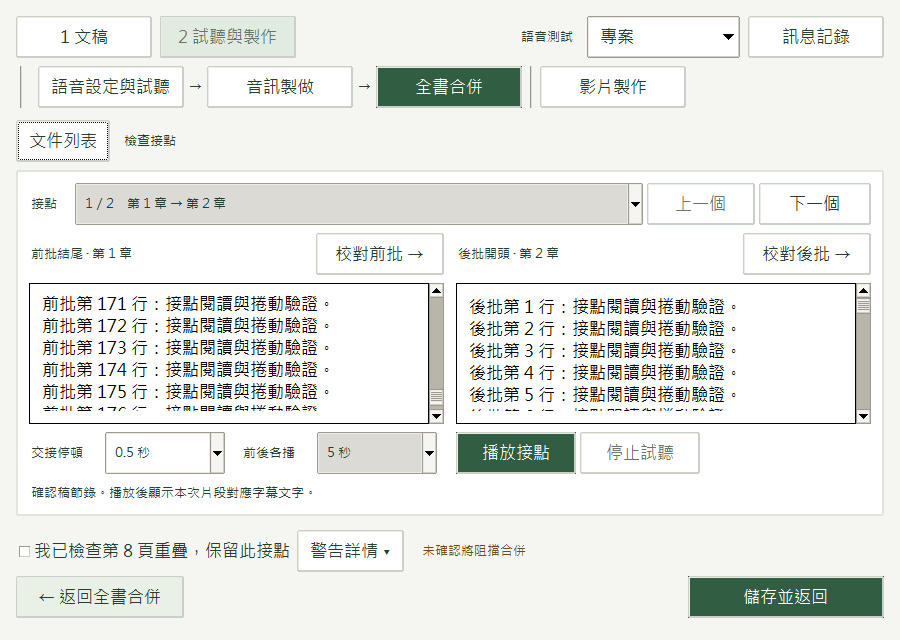 1 文稿
2 試聽與製作
語音測試
專案
訊息記錄
語音設定與試聽
→
音訊製做
→
全書合併
影片製作
文件列表
檢查接點
接點
1 / 2 第 1 章 → 第 2 章
上一個
下一個
前批結尾 · 第 1 章
校對前批 →
後批開頭 · 第 2 章
校對後批 →
前批第 171 行：接點閱讀與捲動驗證。
前批第 172 行：接點閱讀與捲動驗證。
前批第 173 行：接點閱讀與捲動驗證。
前批第 174 行：接點閱讀與捲動驗證。
前批第 175 行：接點閱讀與捲動驗證。
前批第 176 行：接點閱讀與捲動驗證。
後批第 1 行：接點閱讀與捲動驗證。
後批第 2 行：接點閱讀與捲動驗證。
後批第 3 行：接點閱讀與捲動驗證。
後批第 4 行：接點閱讀與捲動驗證。
後批第 5 行：接點閱讀與捲動驗證。
交接停頓
0.5 秒
前後各播
5 秒
播放接點
停止試聽
確認稿節錄。播放後顯示本次片段對應字幕文字。
我已檢查第 8 頁重疊，保留此接點
警告詳情 ▾
未確認將阻擋合併
← 返回全書合併
儲存並返回